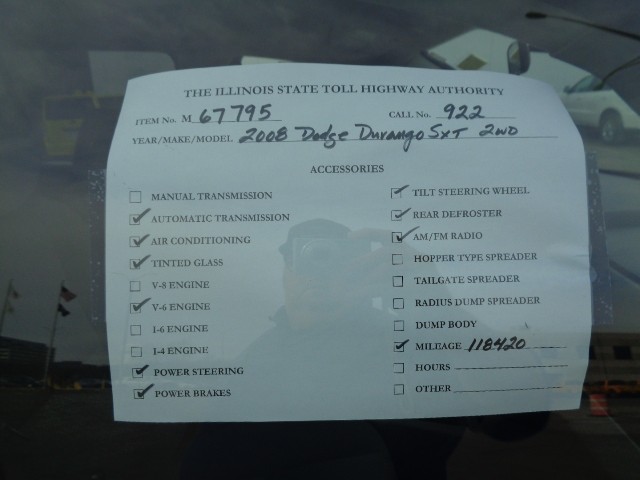 THE ILLINOIS STATE TOLL HIGHWAY AUTHORITY
ITEM No. M 67795 CALL No. 922
YEAR/MAKE/MODEL 2008 Dodge Durango SXT 2WD
ACCESSORIES
MANUAL TRANSMISSION
AUTOMATIC TRANSMISSION
AIR CONDITIONING
TINTED GLASS
V-8 ENGINE
V-6 ENGINE
I-6 ENGINE
I-4 ENGINE
POWER STEERING
POWER BRAKES
TILT STEERING WHEEL
REAR DEFROSTER
AM/FM RADIO
HOPPER TYPE SPREADER
TAILGATE SPREADER
RADIUS DUMP SPREADER
DUMP BODY
MILEAGE 118420
HOURS
OTHER